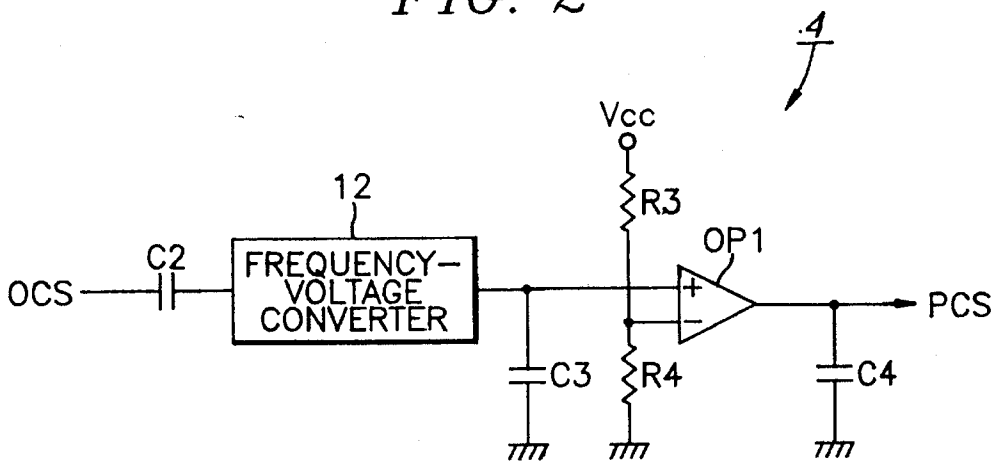 FIG. 2
4
Vcc
12
R3
OP1
C2
FREQUENCY-
VOLTAGE
CONVERTER
OCS
+
−
PCS
C3
R4
C4